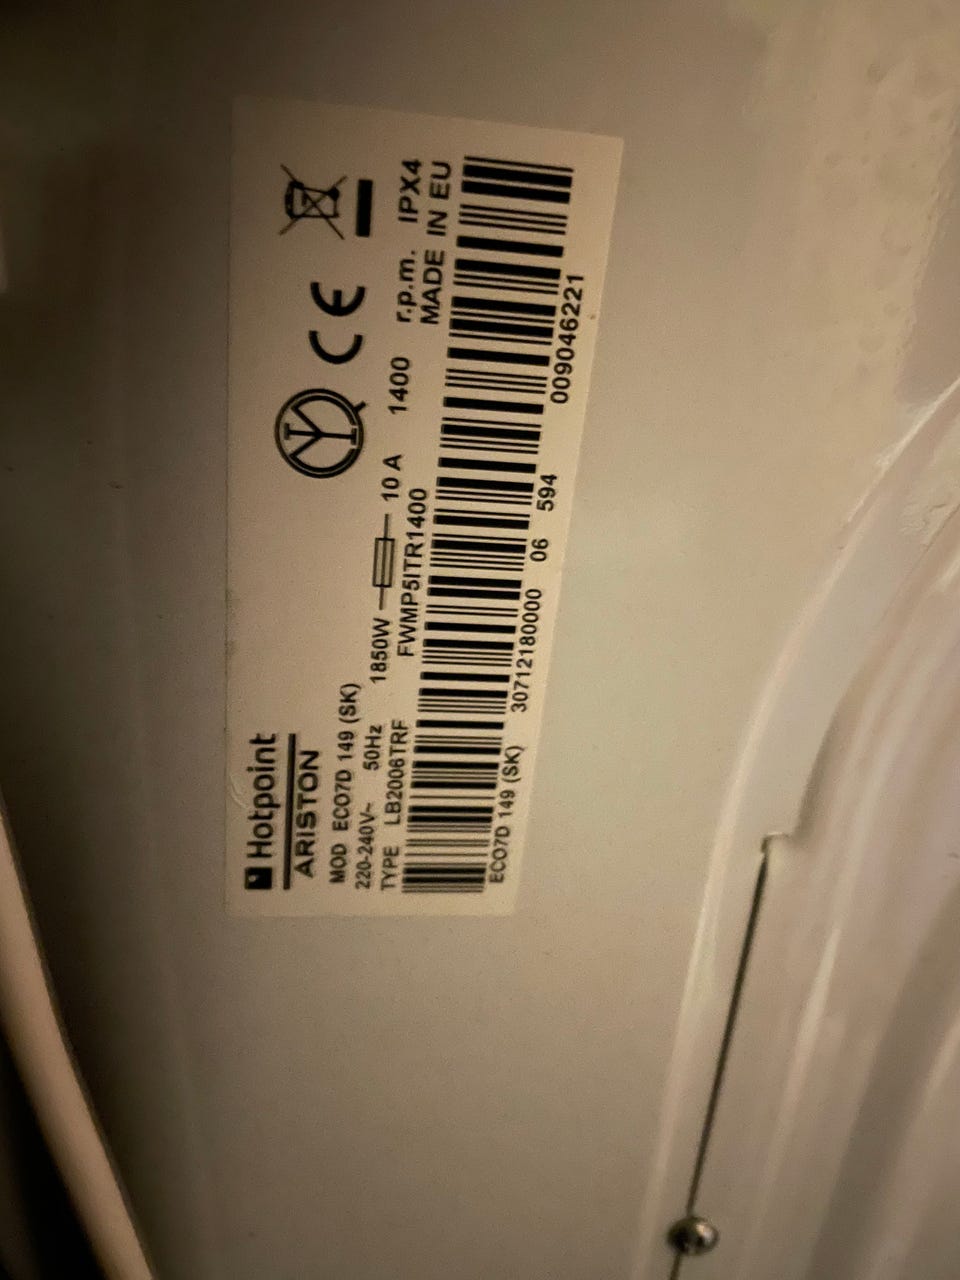 Hotpoint
ARISTON
MOD ECO7D 149 (SK)
220-240V~ 50Hz 1850W 10 A 1400 r.p.m. IPX4
TYPE LB2006TRF FWMP5ITR1400 MADE IN EU
ECO7D 149 (SK) 30712180000 06 594 009046221
CE